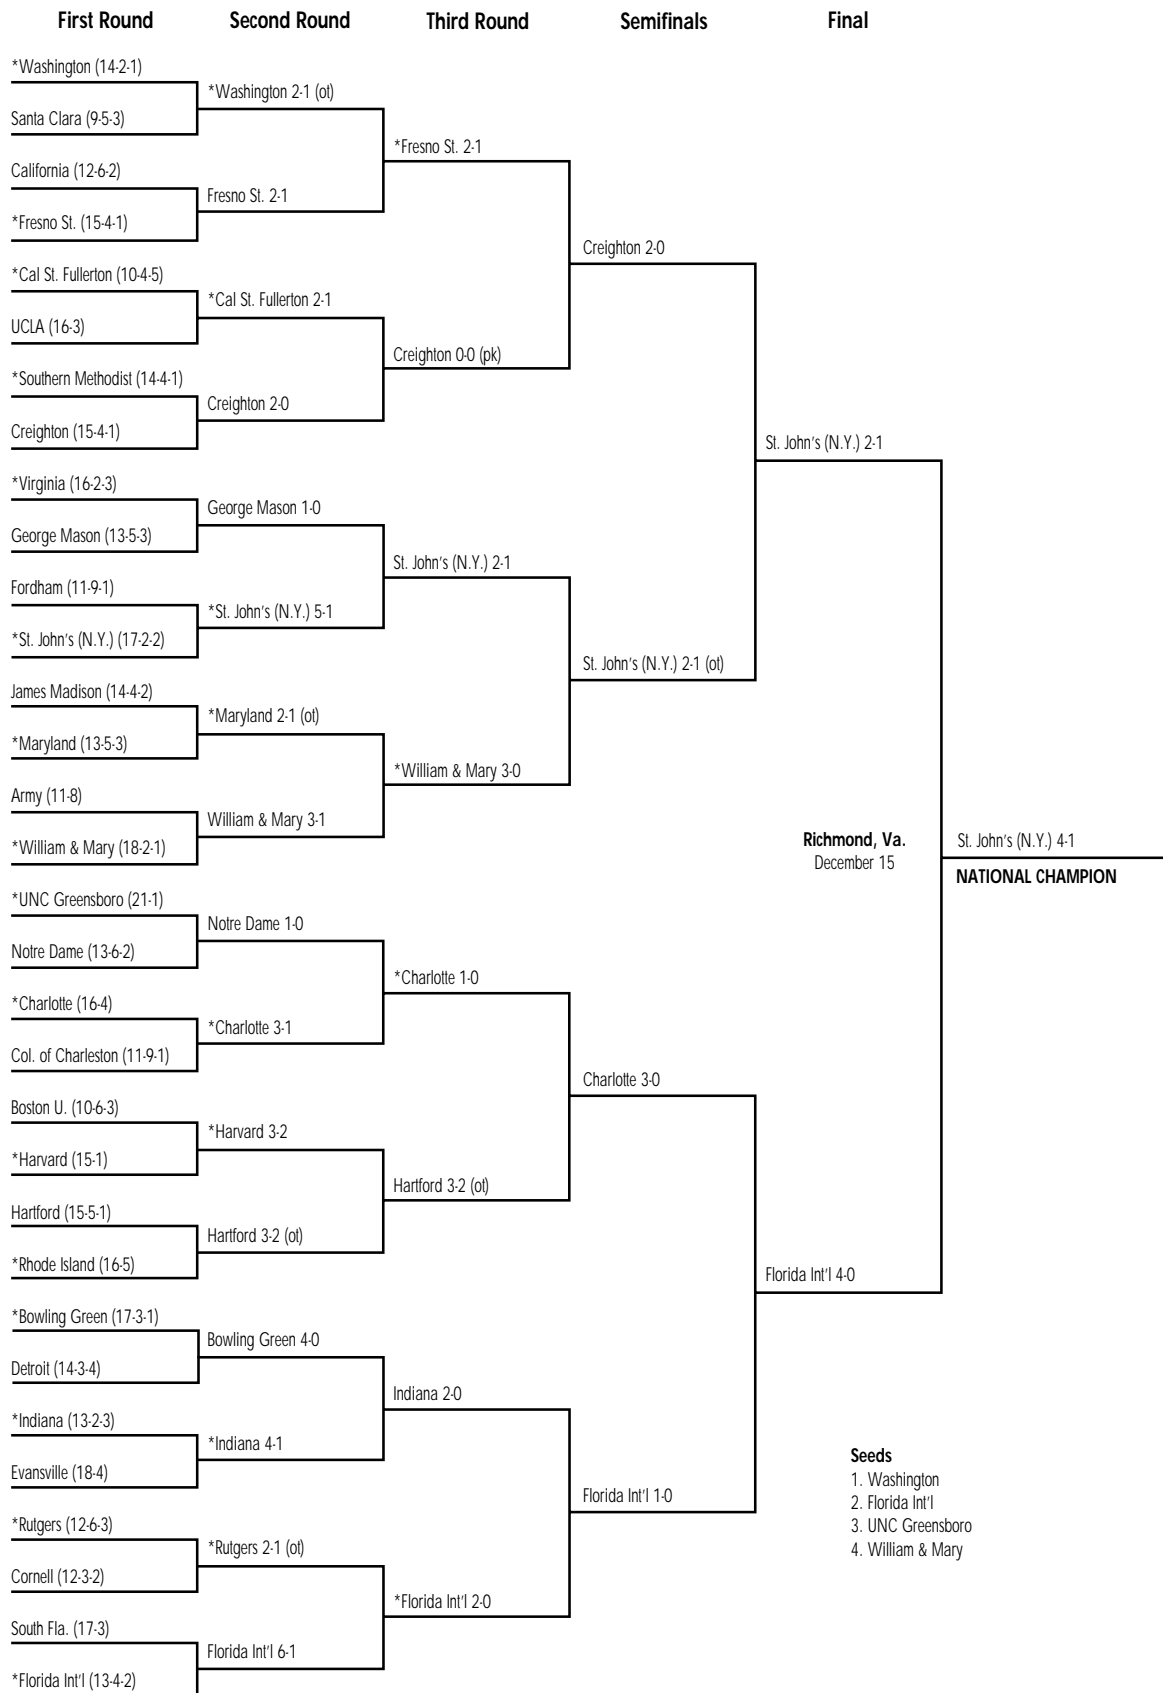 First Round
Second Round
Third Round
Semifinals
Final
*Washington (14-2-1)
Santa Clara (9-5-3)
California (12-6-2)
*Fresno St. (15-4-1)
*Cal St. Fullerton (10-4-5)
UCLA (16-3)
*Southern Methodist (14-4-1)
Creighton (15-4-1)
*Virginia (16-2-3)
George Mason (13-5-3)
Fordham (11-9-1)
*St. John's (N.Y.) (17-2-2)
James Madison (14-4-2)
*Maryland (13-5-3)
Army (11-8)
*William & Mary (18-2-1)
*UNC Greensboro (21-1)
Notre Dame (13-6-2)
*Charlotte (16-4)
Col. of Charleston (11-9-1)
Boston U. (10-6-3)
*Harvard (15-1)
Hartford (15-5-1)
*Rhode Island (16-5)
*Bowling Green (17-3-1)
Detroit (14-3-4)
*Indiana (13-2-3)
Evansville (18-4)
*Rutgers (12-6-3)
Cornell (12-3-2)
South Fla. (17-3)
*Florida Int'l (13-4-2)
*Washington 2-1 (ot)
Fresno St. 2-1
*Cal St. Fullerton 2-1
Creighton 2-0
George Mason 1-0
*St. John's (N.Y.) 5-1
*Maryland 2-1 (ot)
William & Mary 3-1
Notre Dame 1-0
*Charlotte 3-1
*Harvard 3-2
Hartford 3-2 (ot)
Bowling Green 4-0
*Indiana 4-1
*Rutgers 2-1 (ot)
Florida Int'l 6-1
*Fresno St. 2-1
Creighton 0-0 (pk)
St. John's (N.Y.) 2-1
*William & Mary 3-0
*Charlotte 1-0
Hartford 3-2 (ot)
Indiana 2-0
*Florida Int'l 2-0
Creighton 2-0
St. John's (N.Y.) 2-1 (ot)
Charlotte 3-0
Florida Int'l 1-0
St. John's (N.Y.) 2-1
Florida Int'l 4-0
Richmond, Va.
December 15
St. John's (N.Y.) 4-1
NATIONAL CHAMPION
Seeds
1. Washington
2. Florida Int'l
3. UNC Greensboro
4. William & Mary